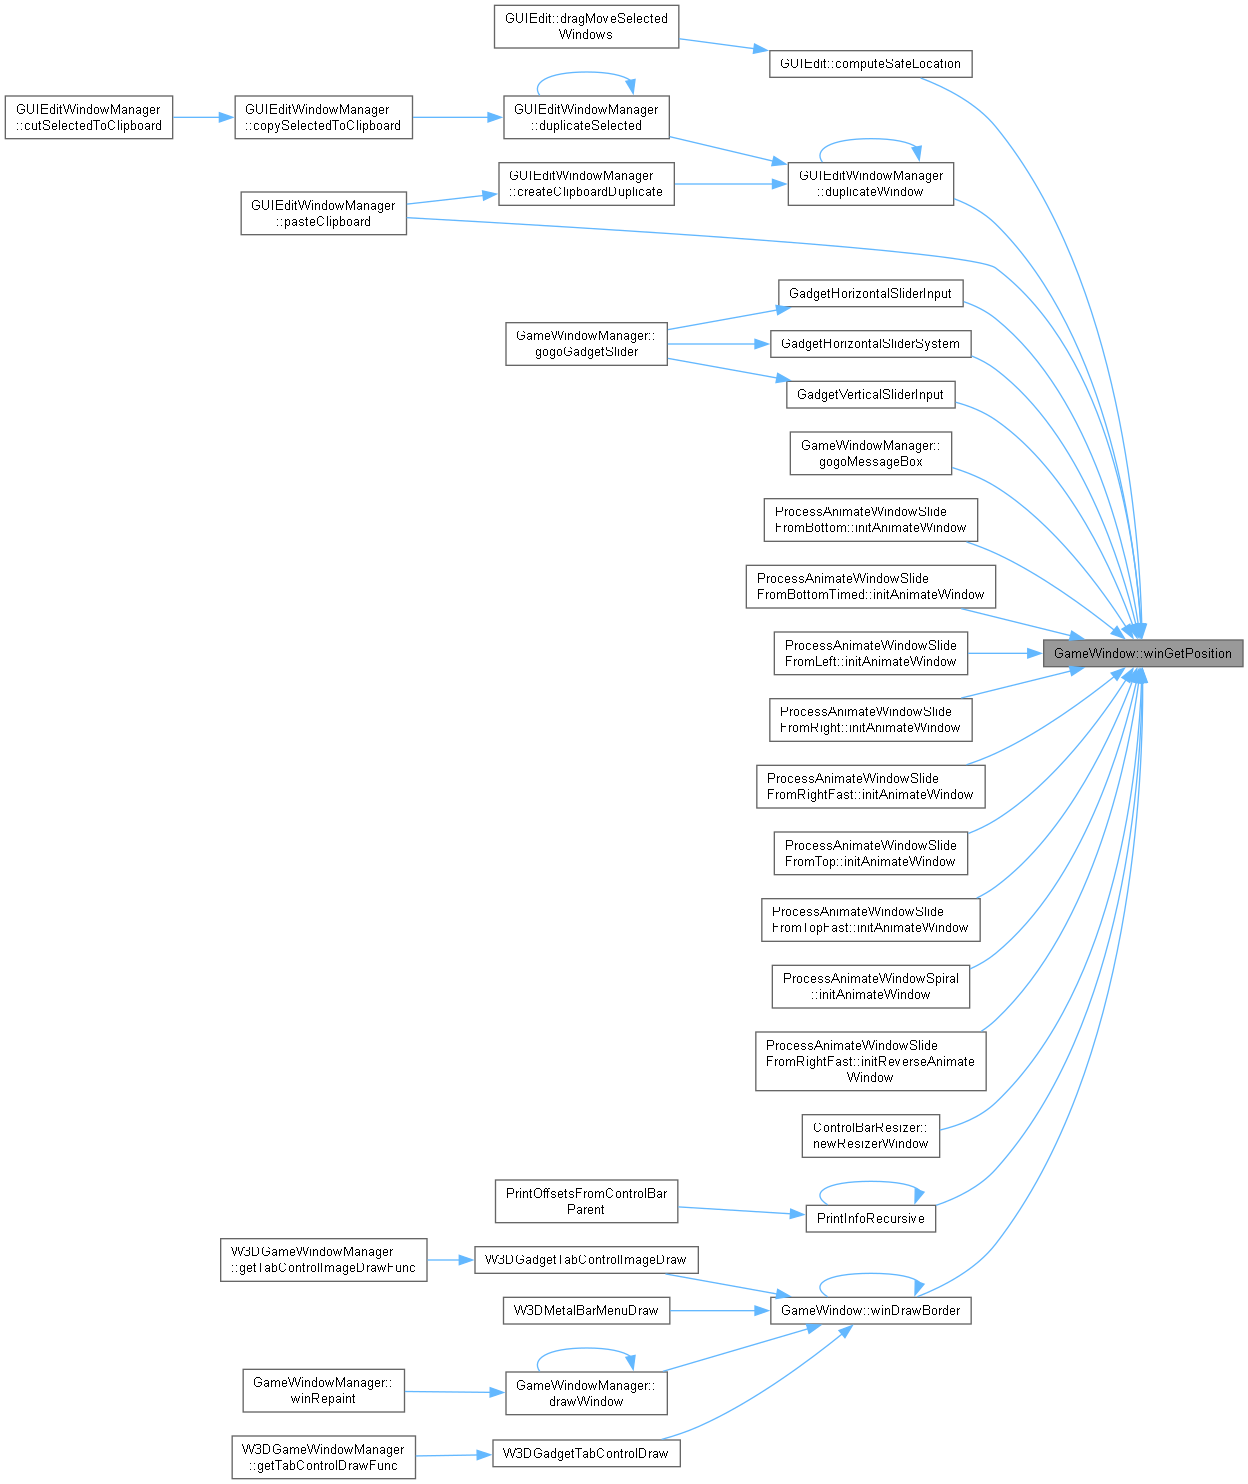 GUIEdit::dragMoveSelected
Windows
GUIEdit::computeSafeLocation
GUIEditWindowManager
::cutSelectedToClipboard
GUIEditWindowManager
::copySelectedToClipboard
GUIEditWindowManager
::duplicateSelected
GUIEditWindowManager
::createClipboardDuplicate
GUIEditWindowManager
::duplicateWindow
GUIEditWindowManager
::pasteClipboard
GadgetHorizontalSliderInput
GameWindowManager::
gogoGadgetSlider
GadgetHorizontalSliderSystem
GadgetVerticalSliderInput
GameWindowManager::
gogoMessageBox
ProcessAnimateWindowSlide
FromBottom::initAnimateWindow
ProcessAnimateWindowSlide
FromBottomTimed::initAnimateWindow
ProcessAnimateWindowSlide
FromLeft::initAnimateWindow
GameWindow::winGetPosition
ProcessAnimateWindowSlide
FromRight::initAnimateWindow
ProcessAnimateWindowSlide
FromRightFast::initAnimateWindow
ProcessAnimateWindowSlide
FromTop::initAnimateWindow
ProcessAnimateWindowSlide
FromTopFast::initAnimateWindow
ProcessAnimateWindowSpiral
::initAnimateWindow
ProcessAnimateWindowSlide
FromRightFast::initReverseAnimate
Window
ControlBarResizer::
newResizerWindow
PrintOffsetsFromControlBar
Parent
PrintInfoRecursive
W3DGameWindowManager
::getTabControlImageDrawFunc
W3DGadgetTabControlImageDraw
W3DMetalBarMenuDraw
GameWindow::winDrawBorder
GameWindowManager::
winRepaint
GameWindowManager::
drawWindow
W3DGameWindowManager
::getTabControlDrawFunc
W3DGadgetTabControlDraw